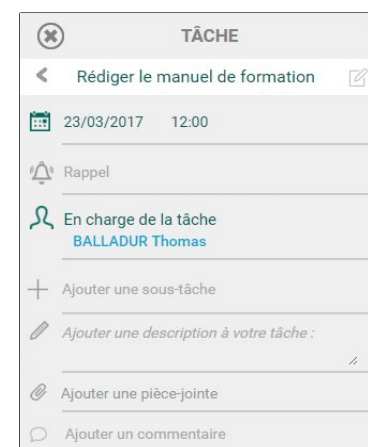 TÂCHE
Rédiger le manuel de formation
23/03/2017 12:00
Rappel
En charge de la tâche
BALLADUR Thomas
Ajouter une sous-tâche
Ajouter une description à votre tâche :
Ajouter une pièce-jointe
Ajouter un commentaire